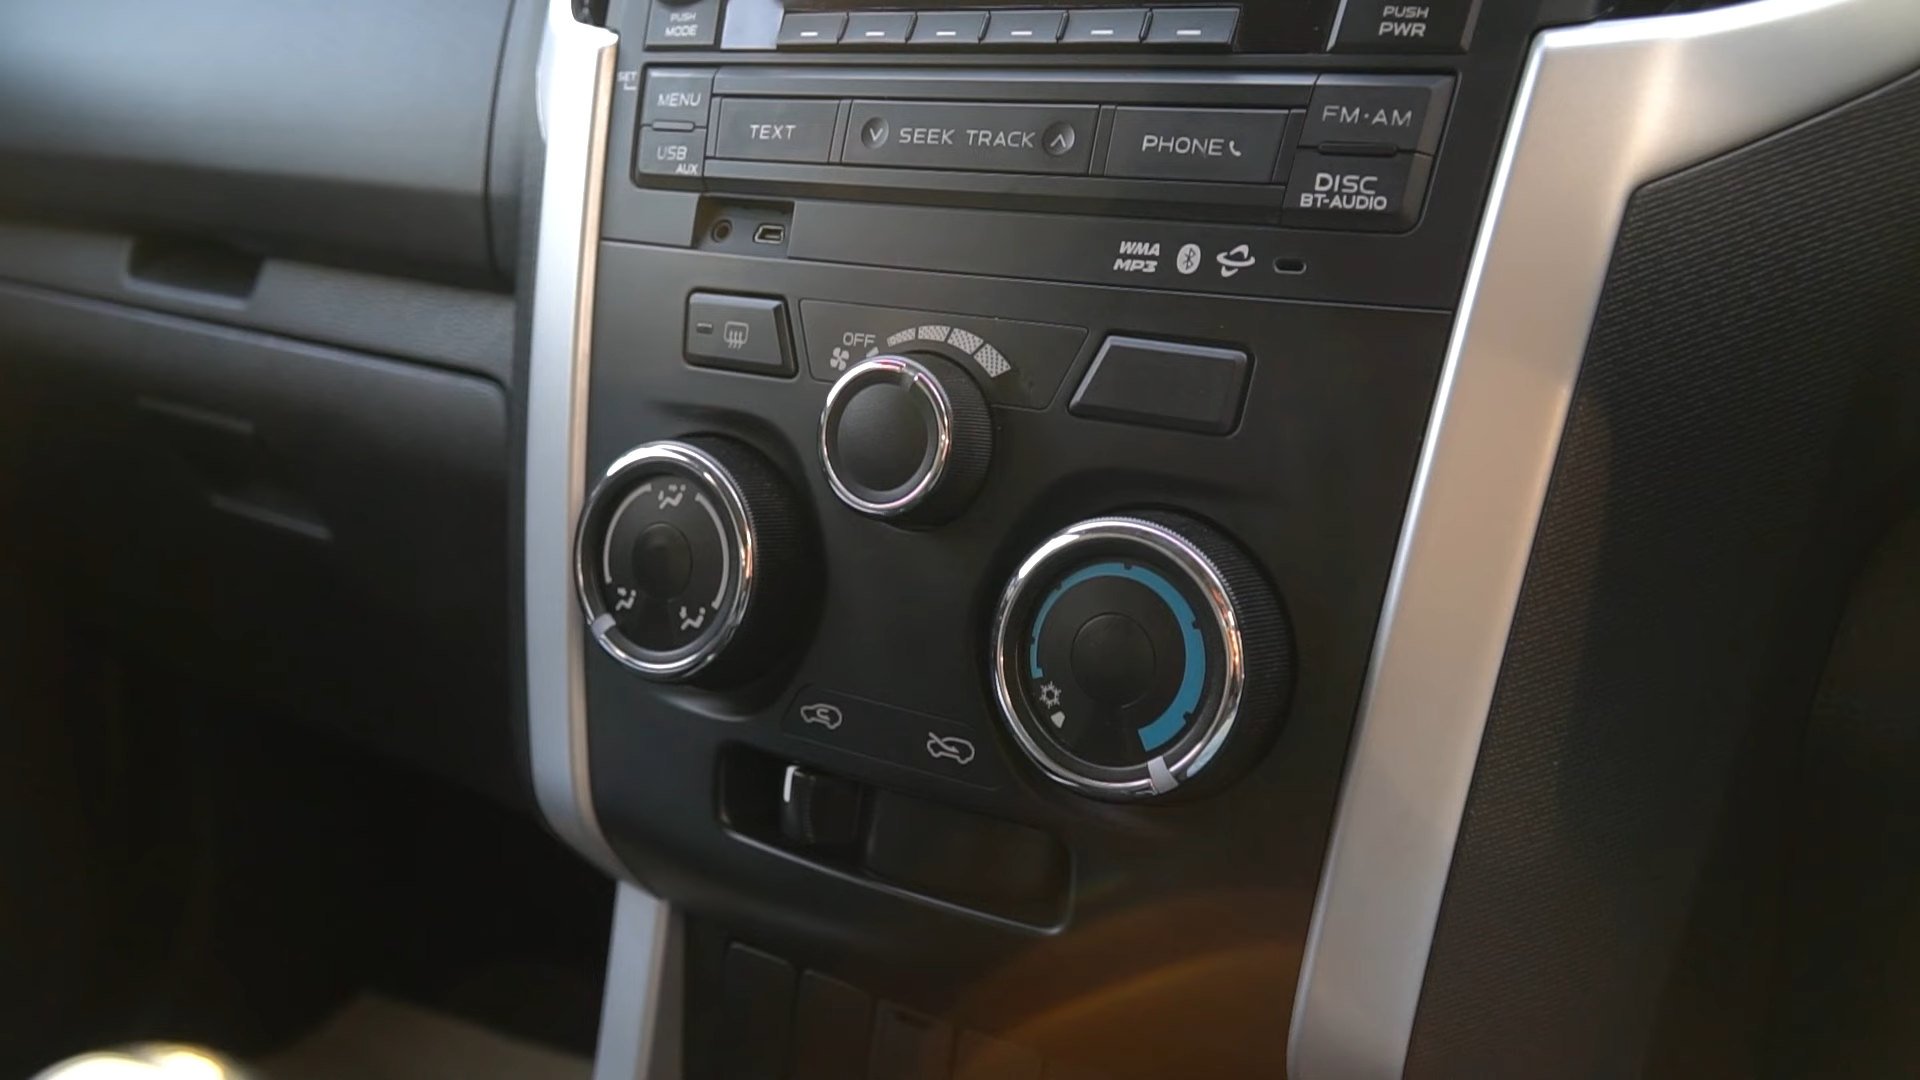 PUSH
MODE
PUSH
PWR
SET
MENU
TEXT
SEEK TRACK
PHONE
FM·AM
USB
AUX
DISC
BT-AUDIO
WMA
MP3
OFF